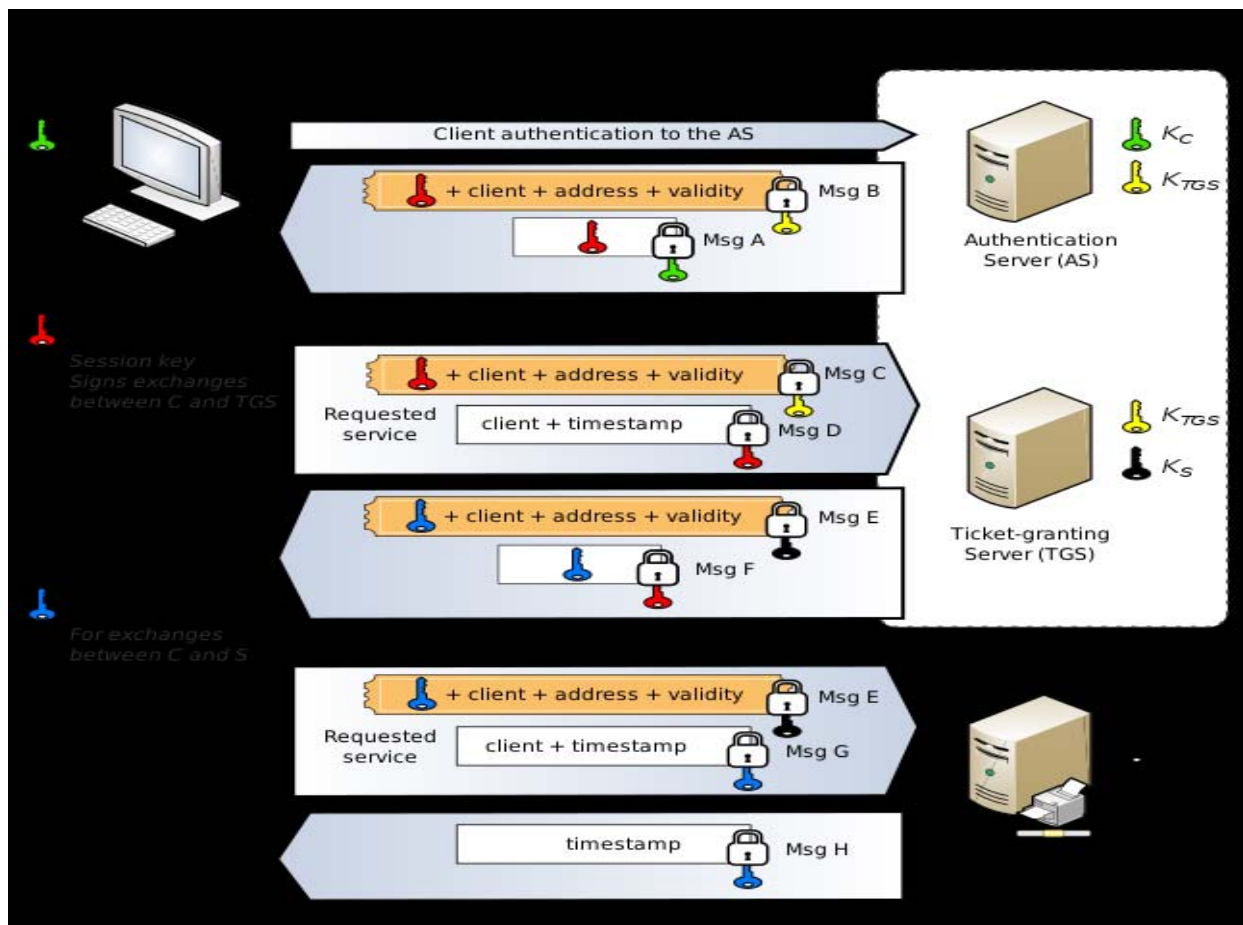 Client authentication to the AS
+ client + address + validity
Msg B
Msg A
K_C
K_TGS
Authentication
Server (AS)
Session key
Signs exchanges
between C and TGS
+ client + address + validity
Msg C
Requested
service
client + timestamp
Msg D
K_TGS
K_S
Ticket-granting
Server (TGS)
+ client + address + validity
Msg E
Msg F
For exchanges
between C and S
+ client + address + validity
Msg E
Requested
service
client + timestamp
Msg G
timestamp
Msg H